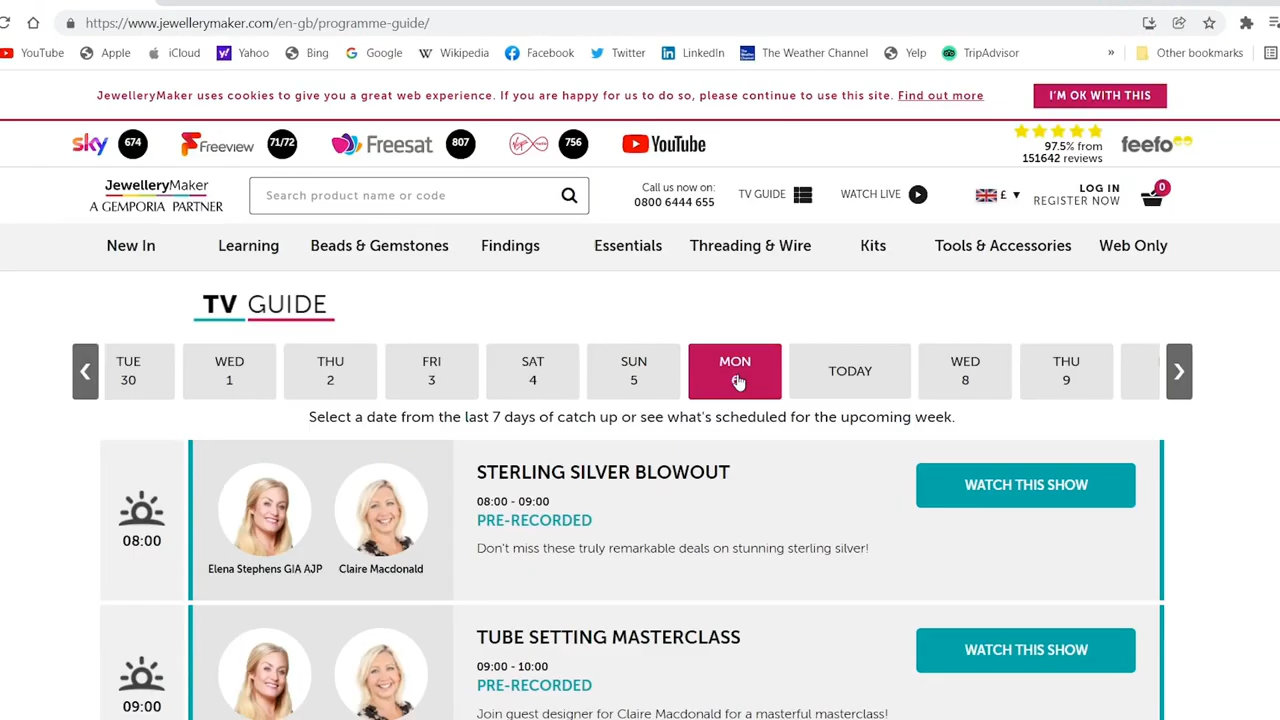 https://www.jewellerymaker.com/en-gb/programme-guide/
YouTube Apple iCloud Yahoo Bing Google Wikipedia Facebook Twitter LinkedIn The Weather Channel Yelp TripAdvisor » Other bookmarks
JewelleryMaker uses cookies to give you a great web experience. If you are happy for us to do so, please continue to use this site. Find out more I'M OK WITH THIS
sky 674 Freeview 71/72 Freesat 807 756 YouTube 97.5% from feefo
151642 reviews
JewelleryMaker
A GEMPORIA PARTNER
Search product name or code
Call us now on:
0800 6444 655
TV GUIDE WATCH LIVE £ ▼
LOG IN
REGISTER NOW
0
New In Learning Beads & Gemstones Findings Essentials Threading & Wire Kits Tools & Accessories Web Only
TV GUIDE
TUE WED THU FRI SAT SUN MON TODAY WED THU
30 1 2 3 4 5 8 9
Select a date from the last 7 days of catch up or see what's scheduled for the upcoming week.
08:00
Elena Stephens GIA AJP Claire Macdonald
STERLING SILVER BLOWOUT
08:00 - 09:00
PRE-RECORDED
Don't miss these truly remarkable deals on stunning sterling silver!
WATCH THIS SHOW
09:00
TUBE SETTING MASTERCLASS
09:00 - 10:00
PRE-RECORDED
Join guest designer for Claire Macdonald for a masterful masterclass!
WATCH THIS SHOW